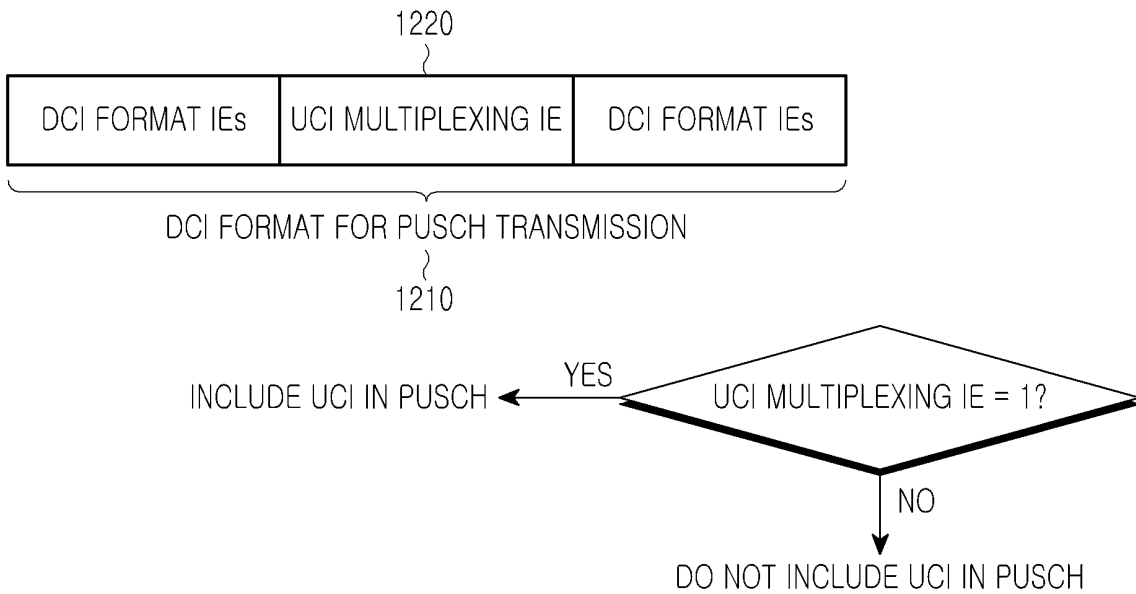 1220
DCI FORMAT IEs UCI MULTIPLEXING IE DCI FORMAT IEs
DCI FORMAT FOR PUSCH TRANSMISSION
1210
INCLUDE UCI IN PUSCH YES UCI MULTIPLEXING IE = 1?
NO
DO NOT INCLUDE UCI IN PUSCH